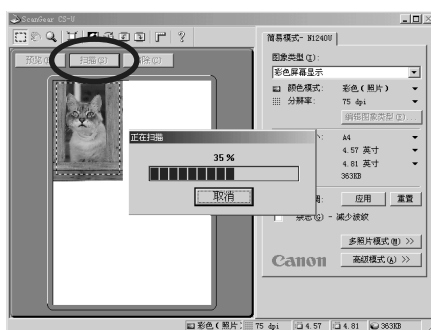 ScanGear CS-U
预览(P) 扫描(S) 清除(C)
简易模式- N1240U
图象类型(I):
彩色屏幕显示
颜色模式: 彩色(照片)
分辨率: 75 dpi
编辑图象类型(E)...
A4
4.57 英寸
4.81 英寸
363KB
正在扫描
35 %
取消
应用 重置
杂志(G) - 减少波纹
多照片模式(M) >>
Canon 高级模式(A) >>
彩色(照片) 75 dpi 4.57 4.81 363KB